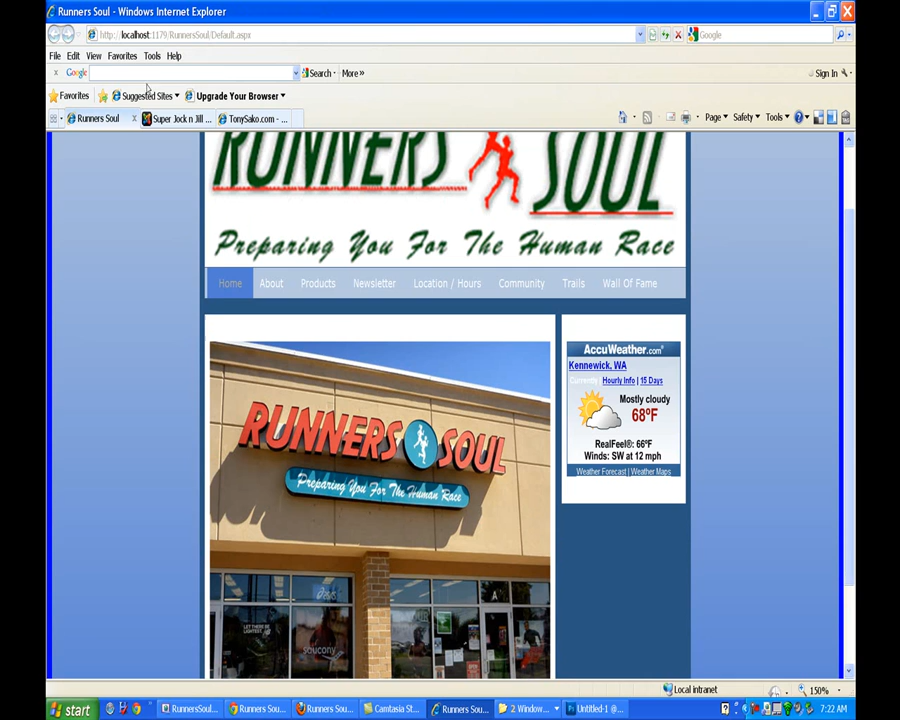 Runners Soul - Windows Internet Explorer
http://localhost:1179/RunnersSoul/Default.aspx
Google
File Edit View Favorites Tools Help
x Google Search More »
Sign In
Favorites Suggested Sites Upgrade Your Browser
Runners Soul x Super Jock n Jill ... TonySako.com - ...
Page Safety Tools
RUNNERS SOUL
Preparing You For The Human Race
Home About Products Newsletter Location / Hours Community Trails Wall Of Fame
AccuWeather.com
Kennewick, WA
Currently | Hourly Info | 15 Days
Mostly cloudy
68°F
RealFeel®: 66°F
Winds: SW at 12 mph
Weather Forecast | Weather Maps
RUNNERS SOUL
Preparing You For The Human Race
asics
saucony
Local intranet
150%
start
RunnersSoul... Runners Sou... Runners Sou... Camtasia St... Runners Sou... 2 Window... Untitled-1 @...
7:22 AM